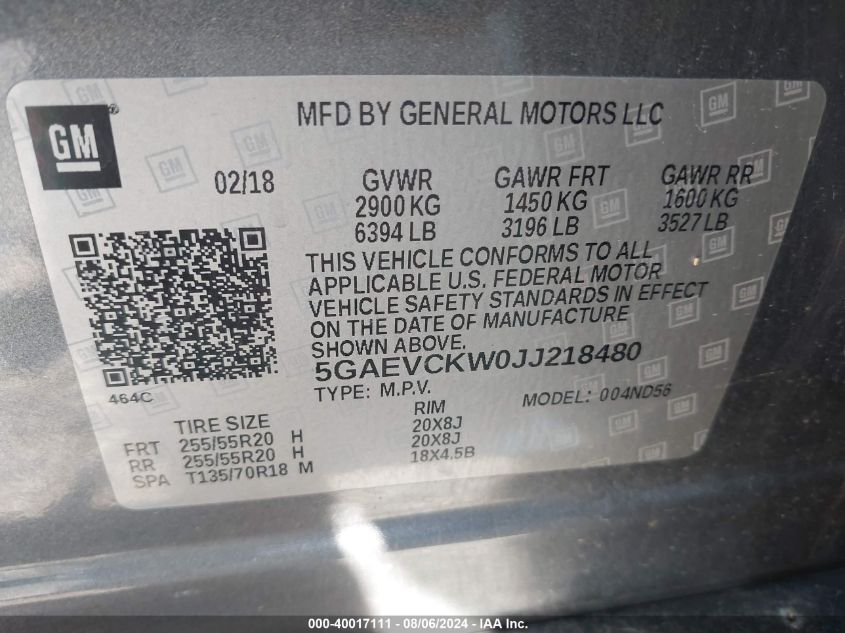 GM
MFD BY GENERAL MOTORS LLC
02/18
GVWR
2900 KG
6394 LB
GAWR FRT
1450 KG
3196 LB
GAWR RR
1600 KG
3527 LB
THIS VEHICLE CONFORMS TO ALL
APPLICABLE U.S. FEDERAL MOTOR
VEHICLE SAFETY STANDARDS IN EFFECT
ON THE DATE OF MANUFACTURE
SHOWN ABOVE.
5GAEVCKW0JJ218480
TYPE: M.P.V.
MODEL: 004ND56
464C
TIRE SIZE RIM
FRT 255/55R20 H 20X8J
RR 255/55R20 H 20X8J
SPA T135/70R18 M 18X4.5B
000-40017111 - 08/06/2024 - IAA Inc.